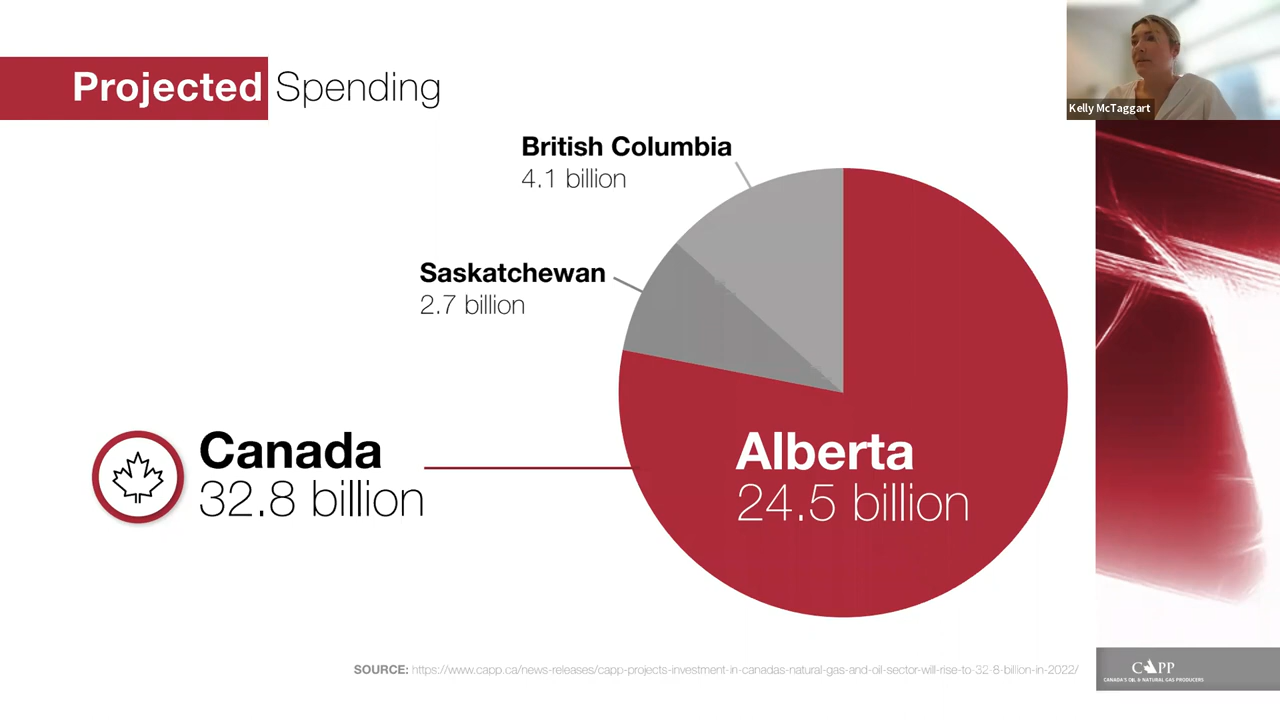 Projected Spending
Kelly McTaggart
British Columbia
4.1 billion
Saskatchewan
2.7 billion
Canada
32.8 billion
Alberta
24.5 billion
SOURCE: https://www.capp.ca/news-releases/capp-projects-investment-in-canadas-natural-gas-and-oil-sector-will-rise-to-32-8-billion-in-2022/
CAPP
CANADA'S OIL & NATURAL GAS PRODUCERS